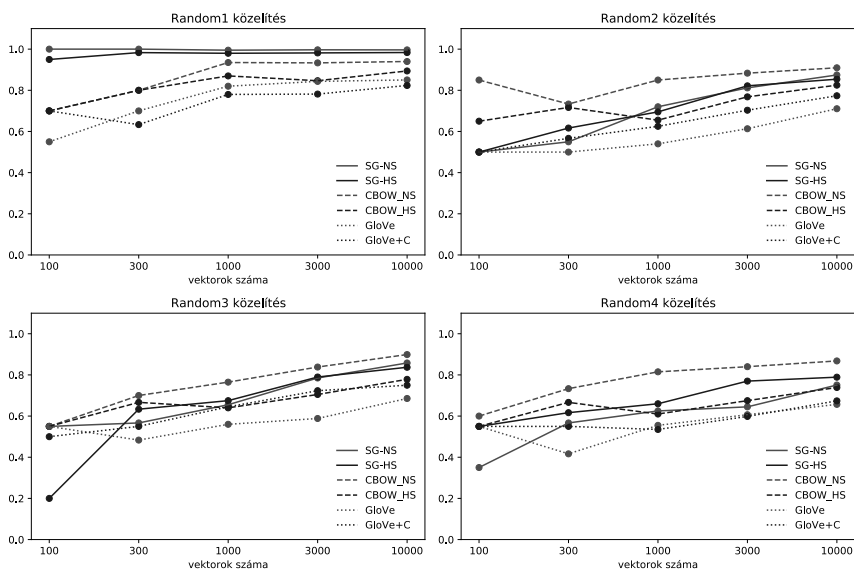 Random1 közelítés
1.0
0.8
0.6
0.4
0.2
0.0
SG-NS
SG-HS
CBOW_NS
CBOW_HS
GloVe
GloVe+C
100 300 1000 3000 10000
vektorok száma
Random2 közelítés
1.0
0.8
0.6
0.4
0.2
0.0
SG-NS
SG-HS
CBOW_NS
CBOW_HS
GloVe
GloVe+C
100 300 1000 3000 10000
vektorok száma
Random3 közelítés
1.0
0.8
0.6
0.4
0.2
0.0
SG-NS
SG-HS
CBOW_NS
CBOW_HS
GloVe
GloVe+C
100 300 1000 3000 10000
vektorok száma
Random4 közelítés
1.0
0.8
0.6
0.4
0.2
0.0
SG-NS
SG-HS
CBOW_NS
CBOW_HS
GloVe
GloVe+C
100 300 1000 3000 10000
vektorok száma